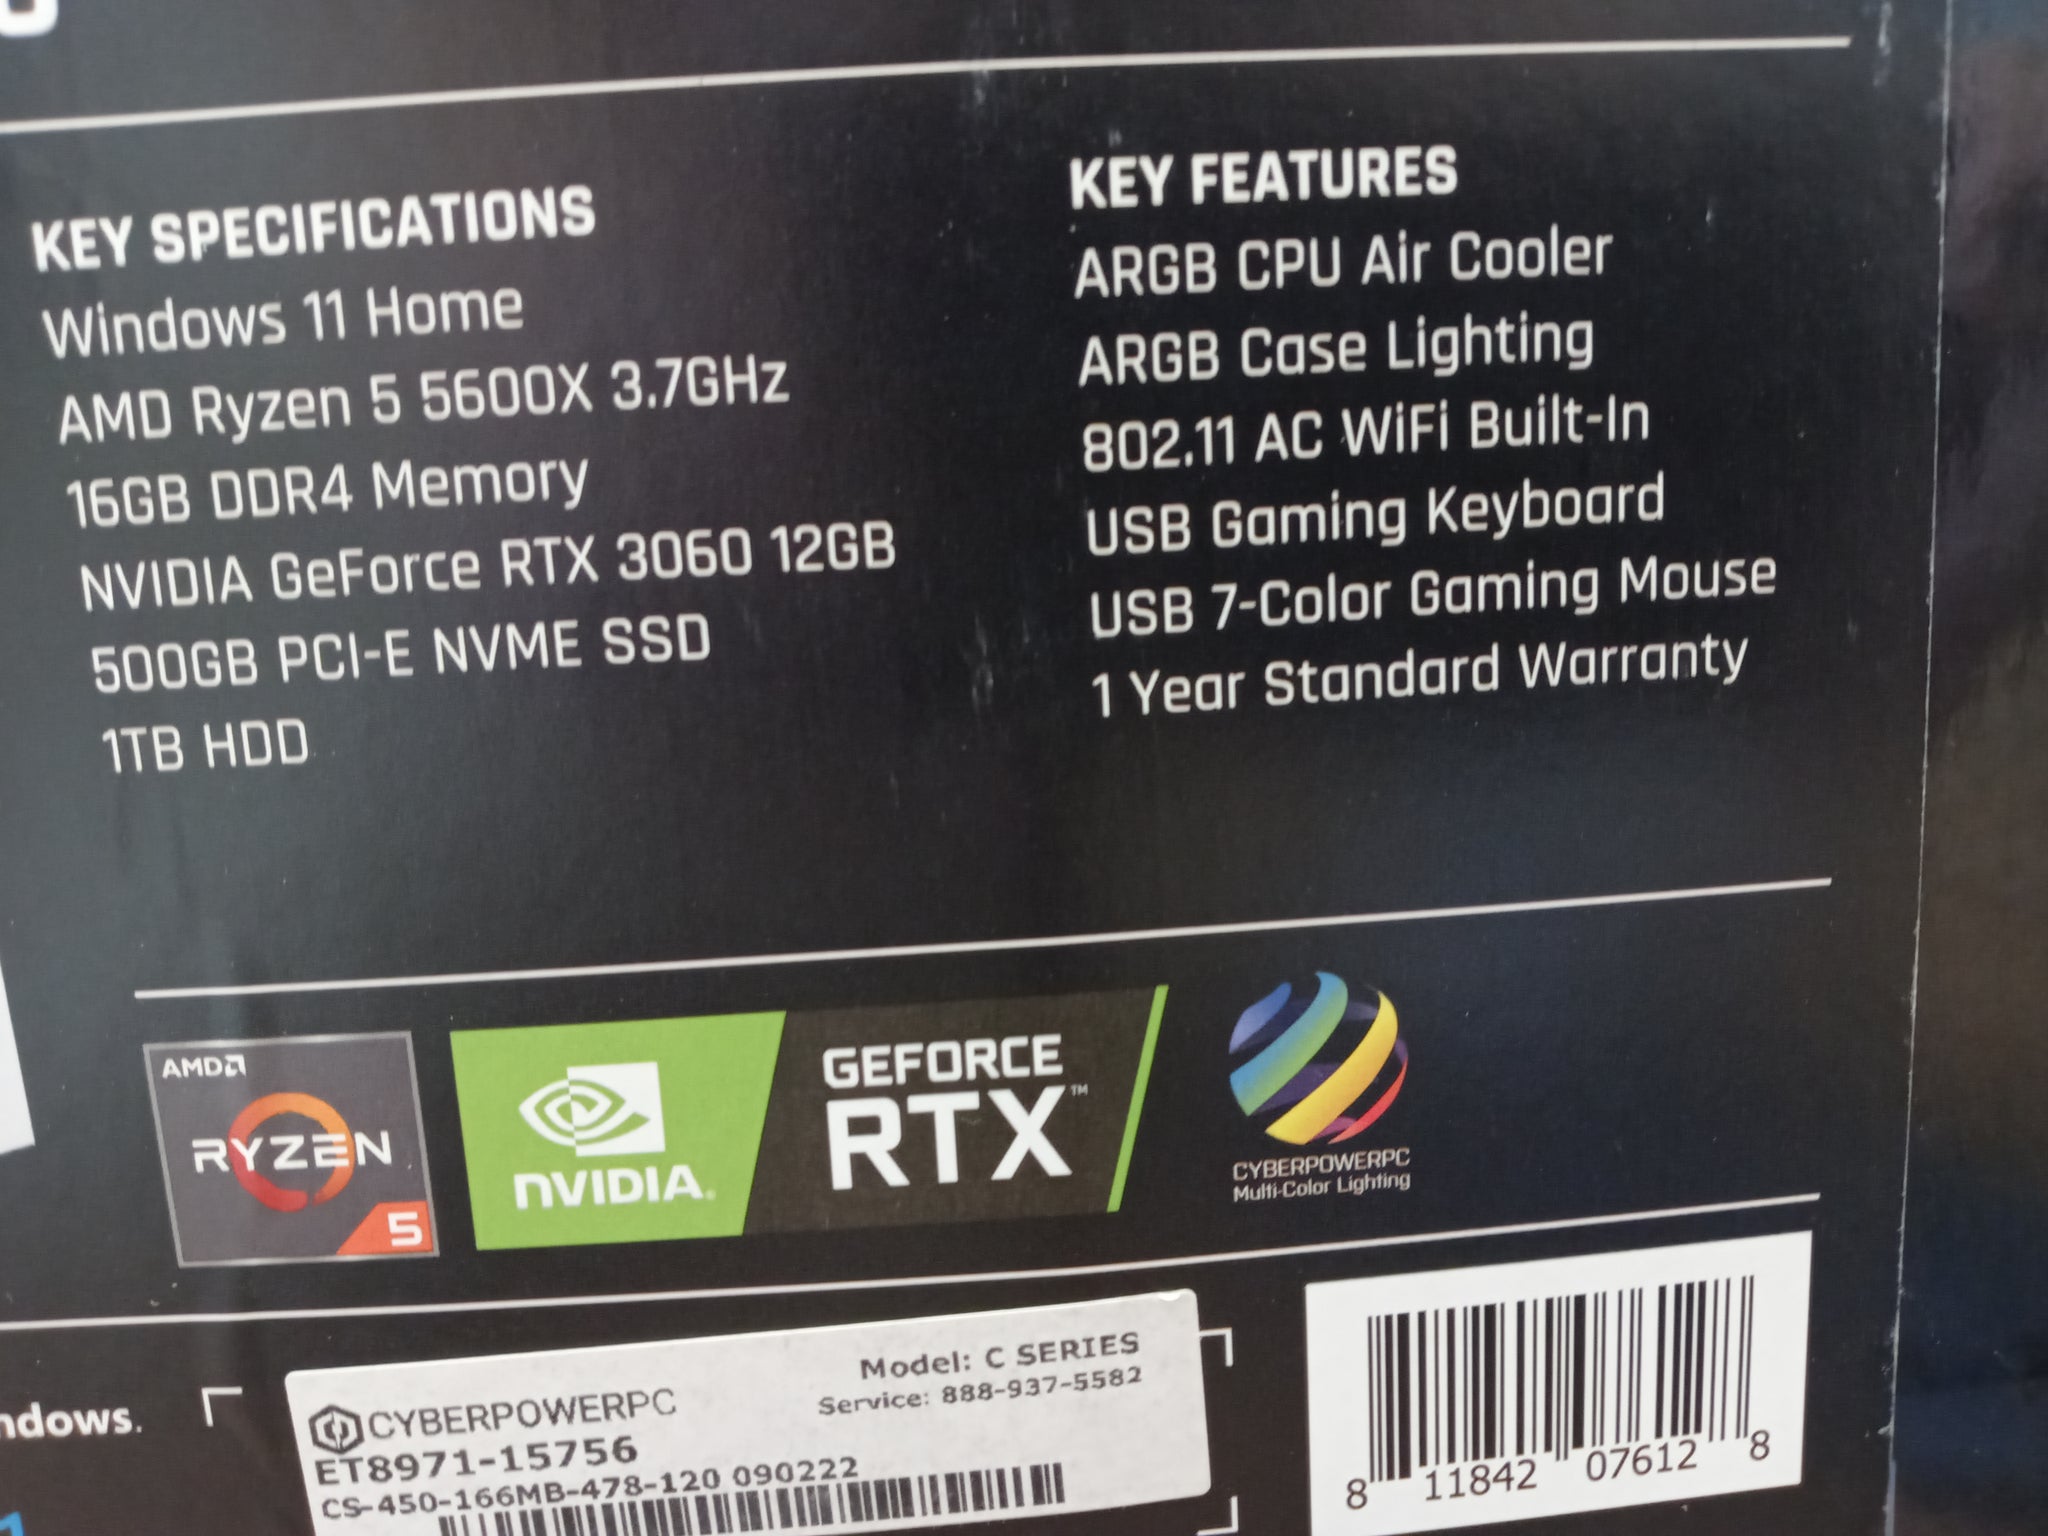 KEY SPECIFICATIONS
Windows 11 Home
AMD Ryzen 5 5600X 3.7GHz
16GB DDR4 Memory
NVIDIA GeForce RTX 3060 12GB
500GB PCI-E NVME SSD
1TB HDD
KEY FEATURES
ARGB CPU Air Cooler
ARGB Case Lighting
802.11 AC WiFi Built-In
USB Gaming Keyboard
USB 7-Color Gaming Mouse
1 Year Standard Warranty
AMD
RYZEN
5
NVIDIA.
GEFORCE
RTX™
CYBERPOWERPC
Multi-Color Lighting
ndows.
CYBERPOWERPC
Model: C SERIES
Service: 888-937-5582
ET8971-15756
CS-450-166MB-478-120 090222
8 11842 07612 8